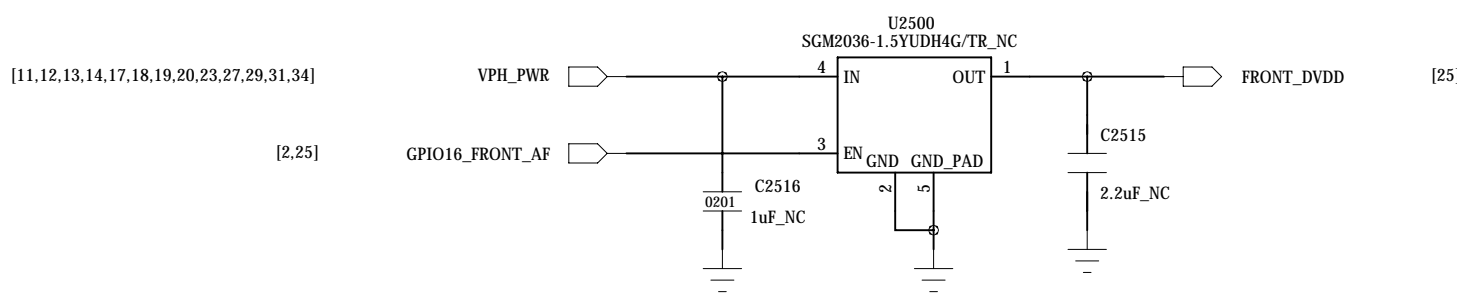 U2500
SGM2036-1.5YUDH4G/TR_NC
[11,12,13,14,17,18,19,20,23,27,29,31,34] VPH_PWR 4 IN OUT 1 FRONT_DVDD [25]
C2515
[2,25] GPIO16_FRONT_AF 3 EN GND GND_PAD
2 5
C2516
0201
1uF_NC
2.2uF_NC